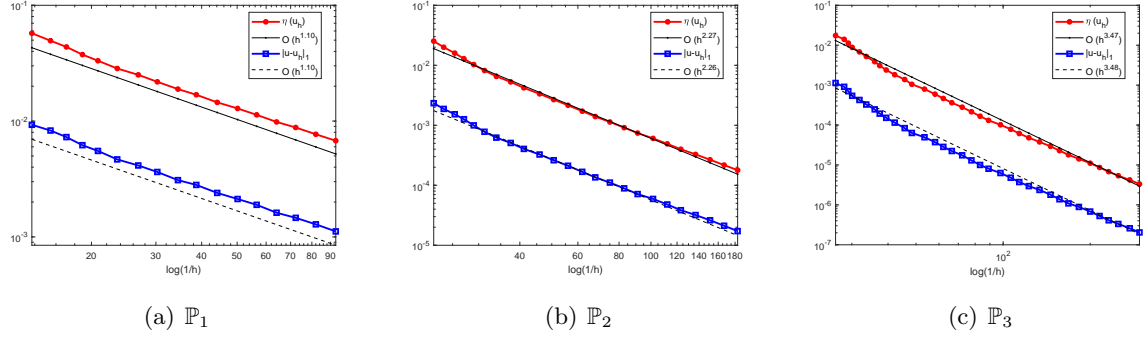 10^-1
10^-2
10^-3
20 30 40 50 60 70 80 90
log(1/h)
η (u_h)
O (h^1.10)
|u-u_h|_1
O (h^1.10)
(a) ℙ_1
10^-1
10^-2
10^-3
10^-4
10^-5
40 60 80 100 120 140 160 180
log(1/h)
η (u_h)
O (h^2.27)
|u-u_h|_1
O (h^2.26)
(b) ℙ_2
10^-1
10^-2
10^-3
10^-4
10^-5
10^-6
10^-7
10^2
log(1/h)
η (u_h)
O (h^3.47)
|u-u_h|_1
O (h^3.48)
(c) ℙ_3